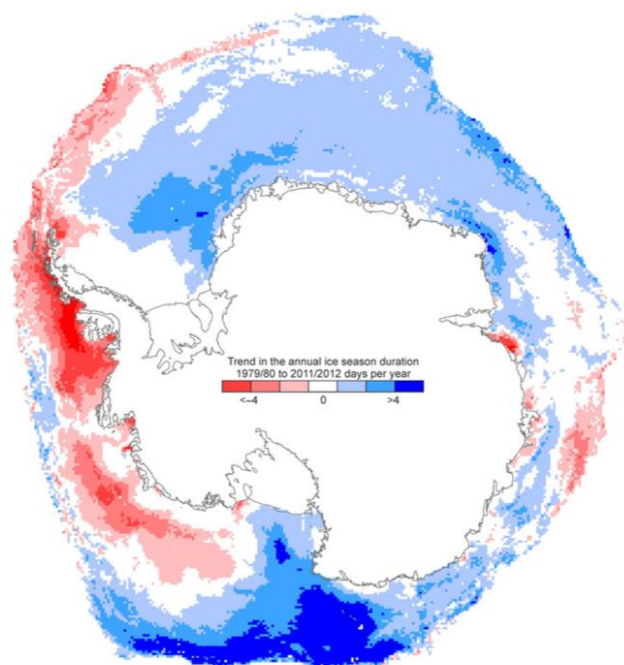 Trend in the annual ice season duration
1979/80 to 2011/2012 days per year
<-4 0 >4